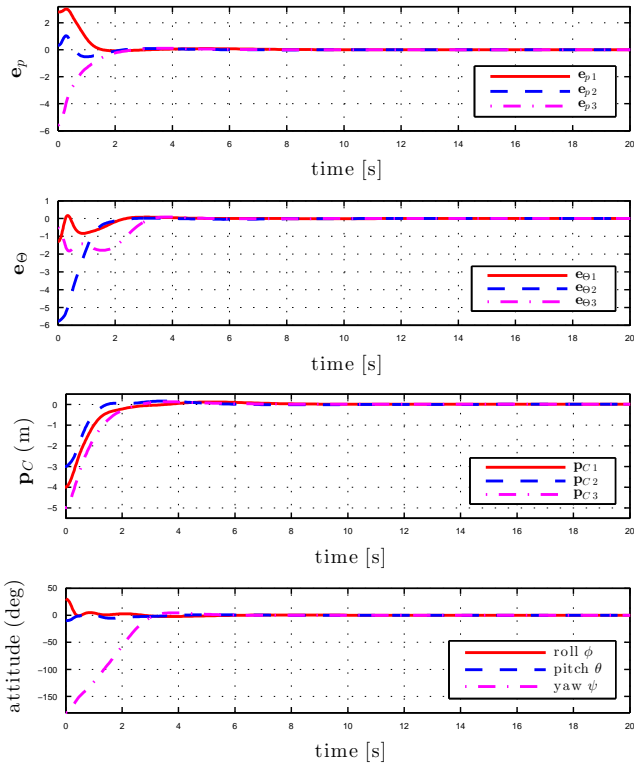 2
0
−2
−4
−6
0 2 4 6 8 10 12 14 16 18 20
e_p
time [s]
e_p1
e_p2
e_p3
1
0
−1
−2
−3
−4
−5
−6
0 2 4 6 8 10 12 14 16 18 20
e_Θ
time [s]
e_Θ1
e_Θ2
e_Θ3
0
−1
−2
−3
−4
−5
0 2 4 6 8 10 12 14 16 18 20
p_C (m)
time [s]
p_C1
p_C2
p_C3
50
0
−50
−100
−150
0 2 4 6 8 10 12 14 16 18 20
attitude (deg)
time [s]
roll ϕ
pitch θ
yaw ψ